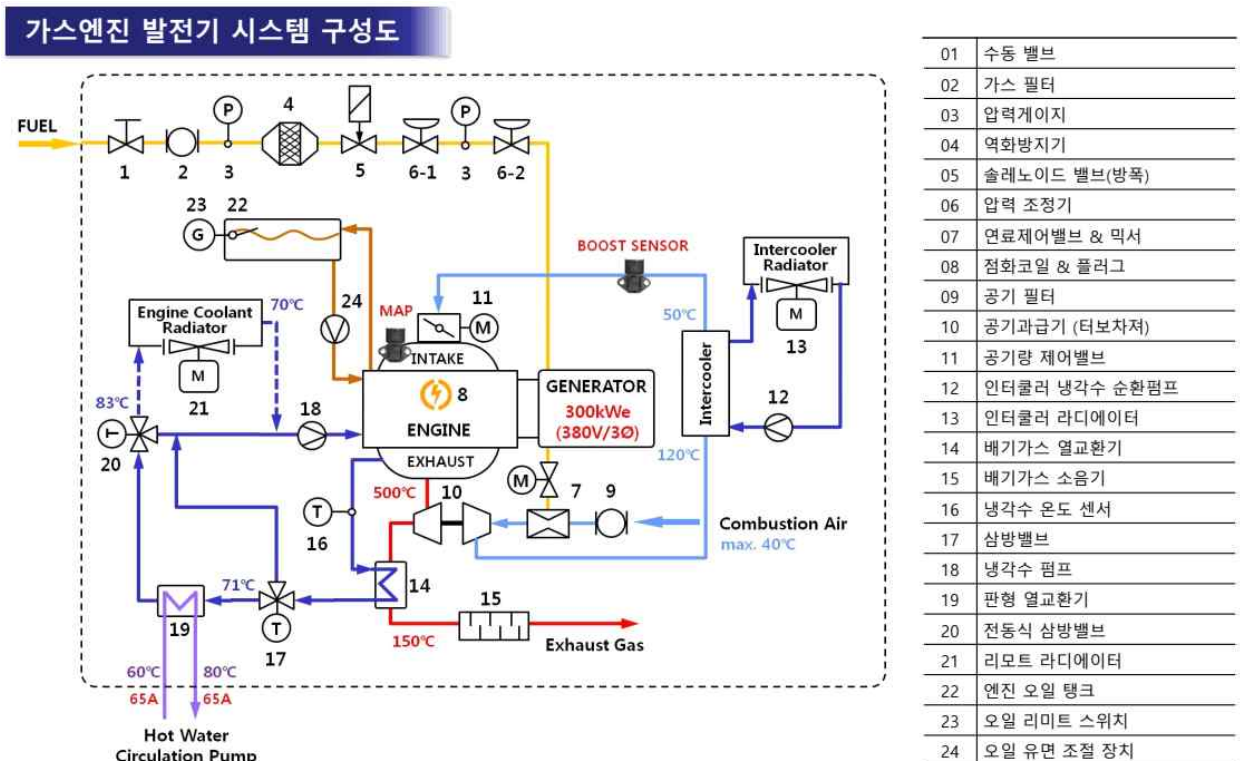 가스엔진 발전기 시스템 구성도
FUEL
P
4
P
1
2
3
5
6-1
3
6-2
23
22
G
BOOST SENSOR
Intercooler
Radiator
M
13
Engine Coolant
Radiator
70℃
M
21
24
MAP
11
M
INTAKE
50℃
Intercooler
12
83℃
T
20
18
8
ENGINE
GENERATOR
300kWe
(380V/3Ø)
EXHAUST
120℃
500℃
10
M
7
9
Combustion Air
max. 40℃
T
16
71℃
14
19
T
17
15
150℃
Exhaust Gas
60℃
80℃
65A
65A
Hot Water
Circulation Pump
01 수동 밸브
02 가스 필터
03 압력게이지
04 역화방지기
05 솔레노이드 밸브(방폭)
06 압력 조정기
07 연료제어밸브 & 믹서
08 점화코일 & 플러그
09 공기 필터
10 공기과급기 (터보차져)
11 공기량 제어밸브
12 인터쿨러 냉각수 순환펌프
13 인터쿨러 라디에이터
14 배기가스 열교환기
15 배기가스 소음기
16 냉각수 온도 센서
17 삼방밸브
18 냉각수 펌프
19 판형 열교환기
20 전동식 삼방밸브
21 리모트 라디에이터
22 엔진 오일 탱크
23 오일 리미트 스위치
24 오일 유면 조절 장치